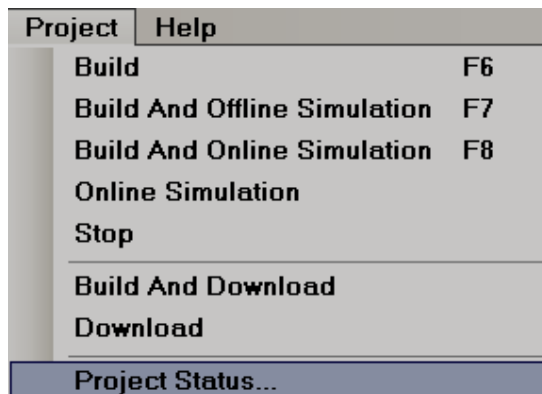 Project Help
Build F6
Build And Offline Simulation F7
Build And Online Simulation F8
Online Simulation
Stop
Build And Download
Download
Project Status...